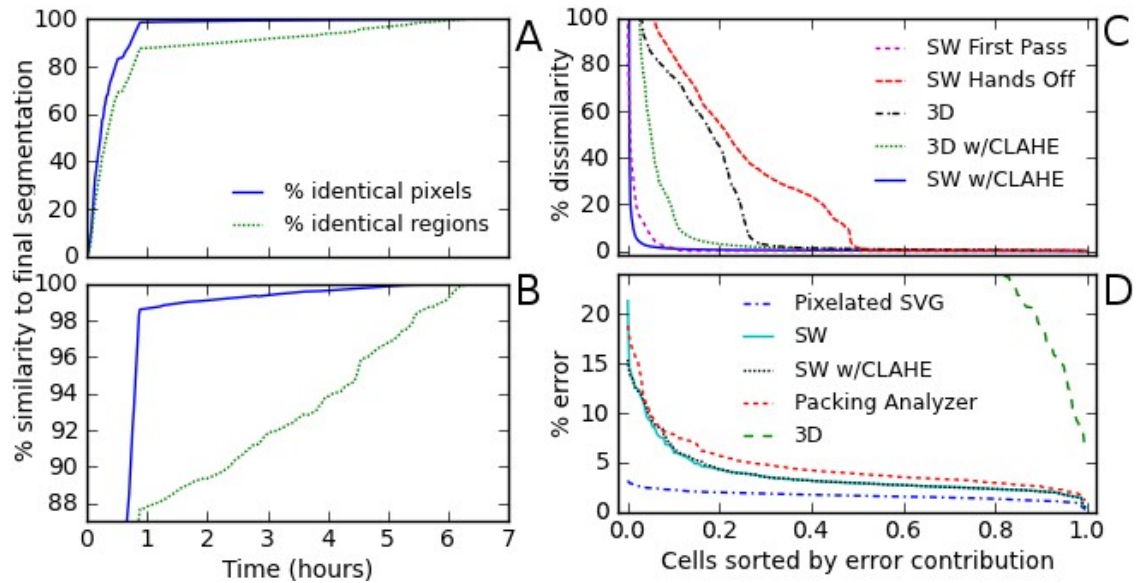 % similarity to final segmentation
100
80
60
40
20
0
A
% identical pixels
% identical regions
100
98
96
94
92
90
88
B
0 1 2 3 4 5 6 7
Time (hours)
% dissimilarity
100
80
60
40
20
0
C
SW First Pass
SW Hands Off
3D
3D w/CLAHE
SW w/CLAHE
% error
20
15
10
5
0
D
Pixelated SVG
SW
SW w/CLAHE
Packing Analyzer
3D
0.0 0.2 0.4 0.6 0.8 1.0
Cells sorted by error contribution